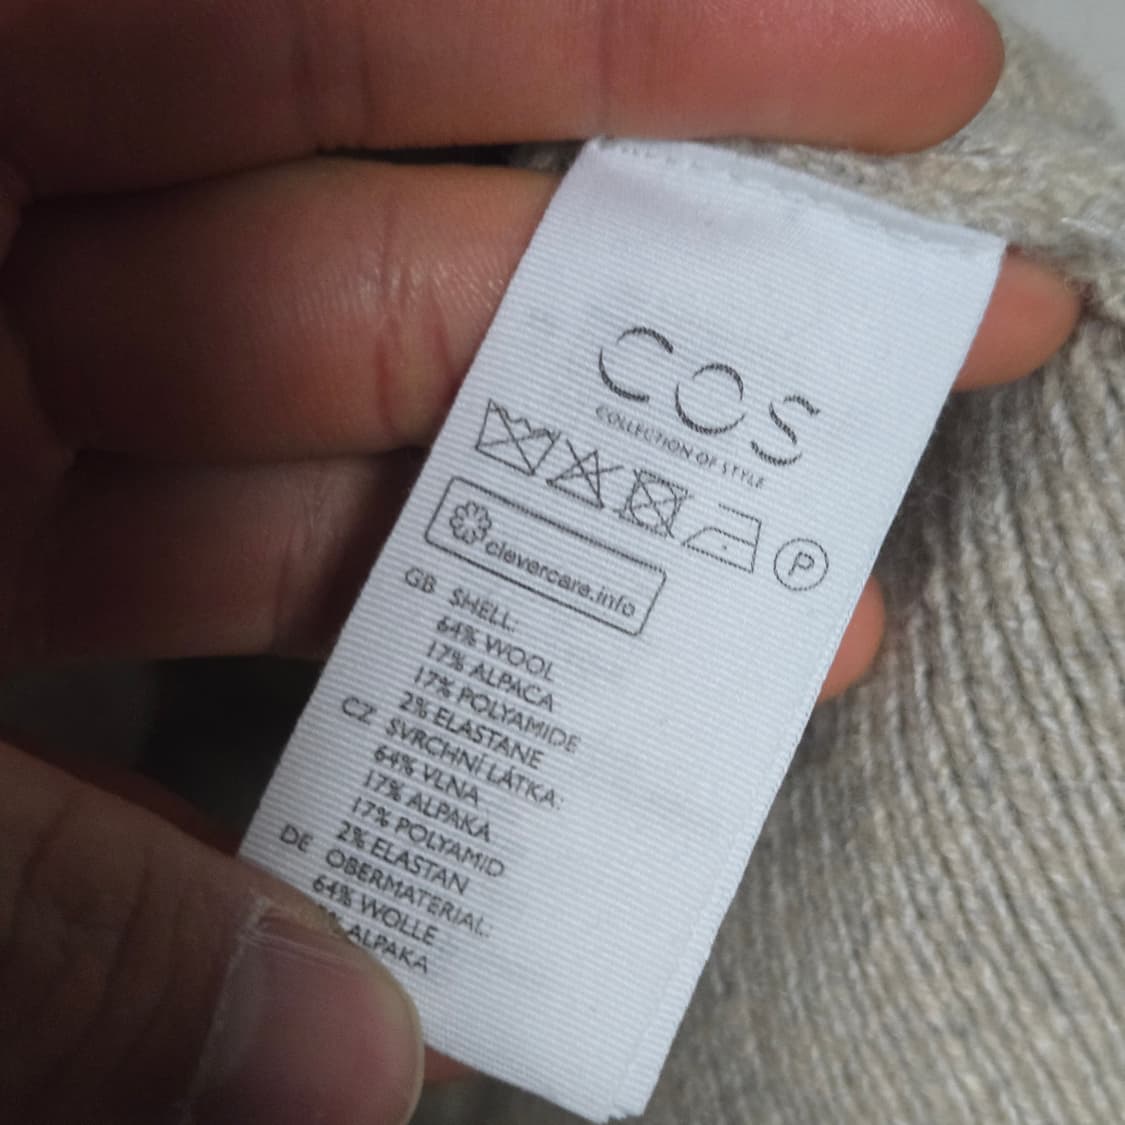 COS
COLLECTION OF STYLE
P
clevercare.info
GB SHELL:
64% WOOL
17% ALPACA
17% POLYAMIDE
2% ELASTANE
CZ SVRCHNÍ LÁTKA:
64% VLNA
17% ALPAKA
17% POLYAMID
2% ELASTAN
DE OBERMATERIAL:
64% WOLLE
% ALPAKA